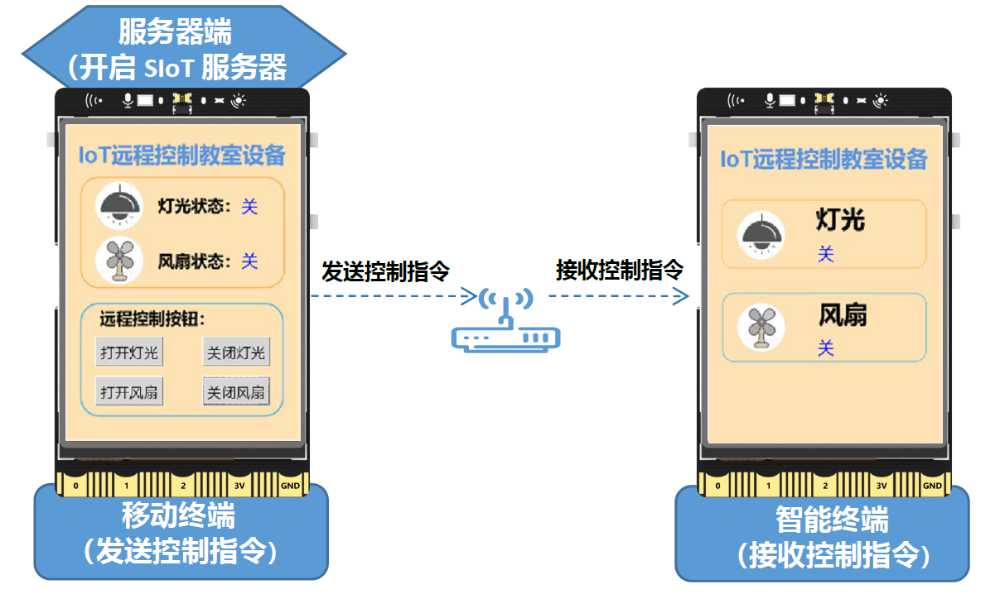 服务器端
（开启 SIoT 服务器
IoT远程控制教室设备
灯光状态：关
风扇状态：关
远程控制按钮：
打开灯光 关闭灯光
打开风扇 关闭风扇
0 1 2 3V GND
移动终端
（发送控制指令）
发送控制指令
接收控制指令
IoT远程控制教室设备
灯光
关
风扇
关
0 1 2 3V GND
智能终端
（接收控制指令）